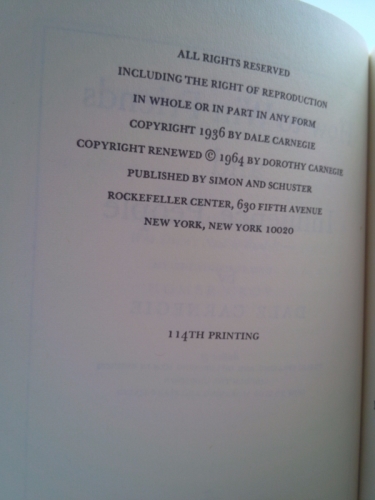 ALL RIGHTS RESERVED
INCLUDING THE RIGHT OF REPRODUCTION
IN WHOLE OR IN PART IN ANY FORM
COPYRIGHT 1936 BY DALE CARNEGIE
COPYRIGHT RENEWED © 1964 BY DOROTHY CARNEGIE
PUBLISHED BY SIMON AND SCHUSTER
ROCKEFELLER CENTER, 630 FIFTH AVENUE
NEW YORK, NEW YORK 10020
114TH PRINTING